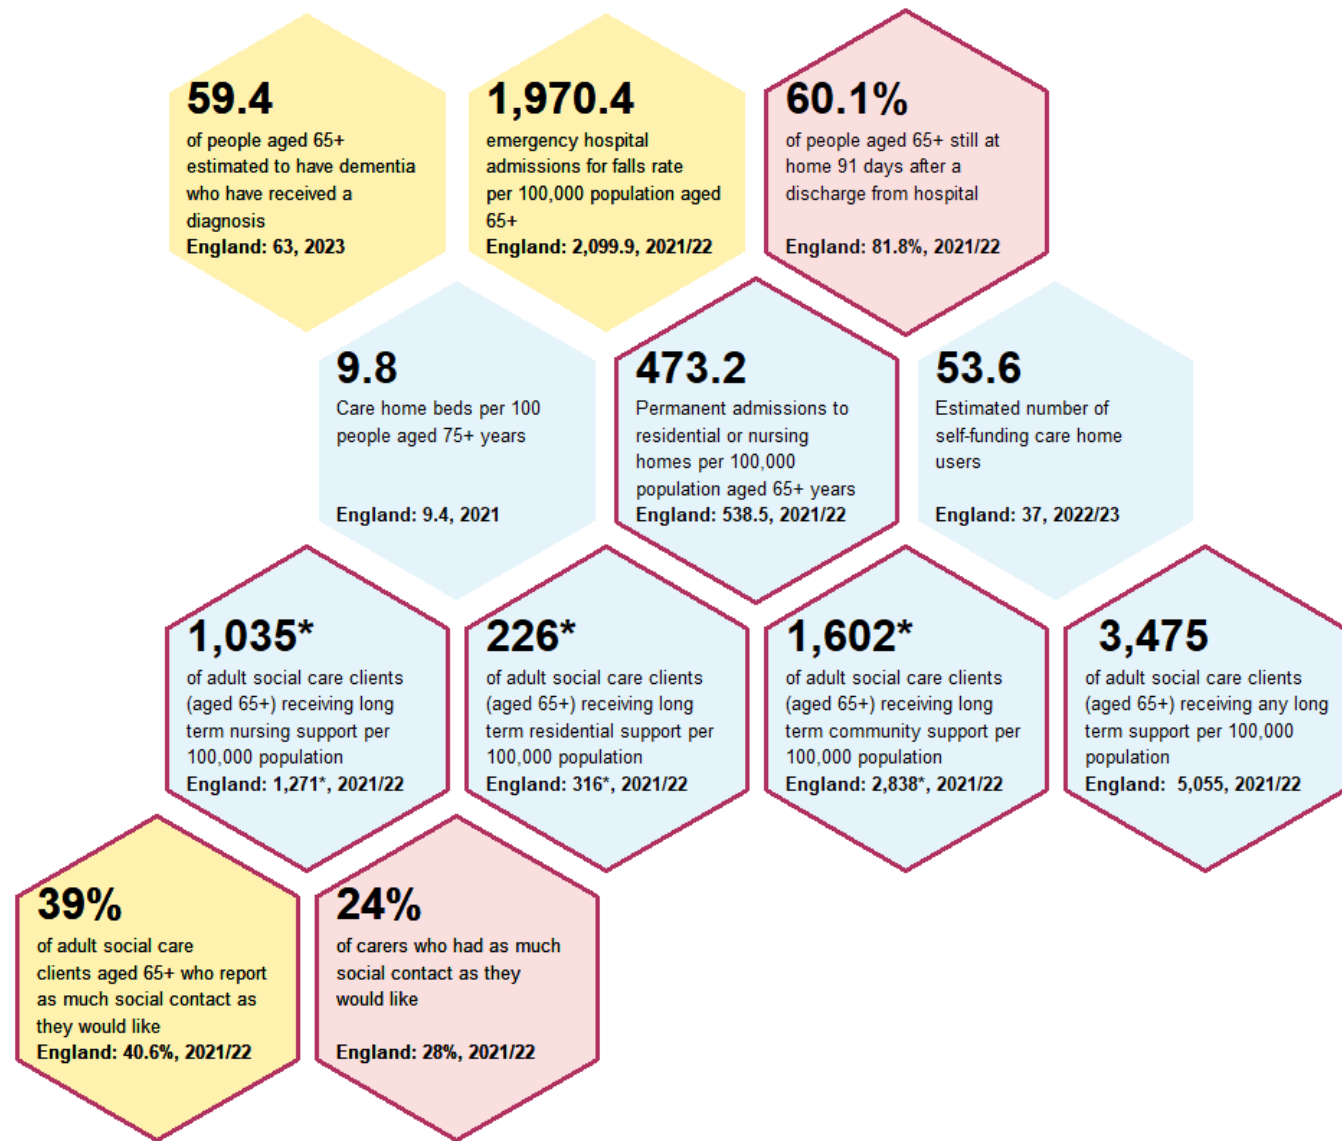 59.4
of people aged 65+
estimated to have dementia
who have received a
diagnosis
England: 63, 2023
1,970.4
emergency hospital
admissions for falls rate
per 100,000 population aged
65+
England: 2,099.9, 2021/22
60.1%
of people aged 65+ still at
home 91 days after a
discharge from hospital
England: 81.8%, 2021/22
9.8
Care home beds per 100
people aged 75+ years
England: 9.4, 2021
473.2
Permanent admissions to
residential or nursing
homes per 100,000
population aged 65+ years
England: 538.5, 2021/22
53.6
Estimated number of
self-funding care home
users
England: 37, 2022/23
1,035*
of adult social care clients
(aged 65+) receiving long
term nursing support per
100,000 population
England: 1,271*, 2021/22
226*
of adult social care clients
(aged 65+) receiving long
term residential support per
100,000 population
England: 316*, 2021/22
1,602*
of adult social care clients
(aged 65+) receiving long
term community support per
100,000 population
England: 2,838*, 2021/22
3,475
of adult social care clients
(aged 65+) receiving any long
term support per 100,000
population
England: 5,055, 2021/22
39%
of adult social care
clients aged 65+ who report
as much social contact as
they would like
England: 40.6%, 2021/22
24%
of carers who had as much
social contact as they
would like
England: 28%, 2021/22